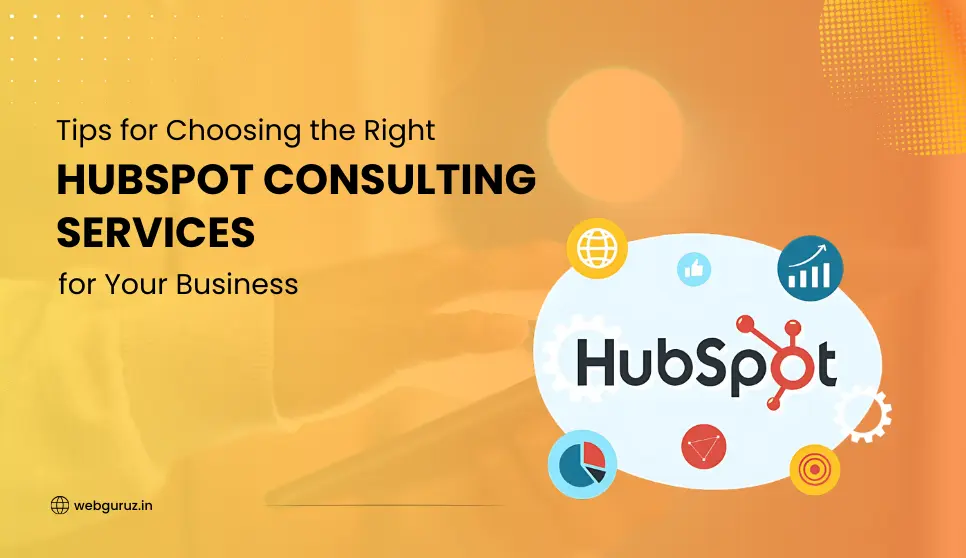 Tips for Choosing the Right
HUBSPOT CONSULTING
SERVICES
for Your Business
HubSpot
webguruz.in